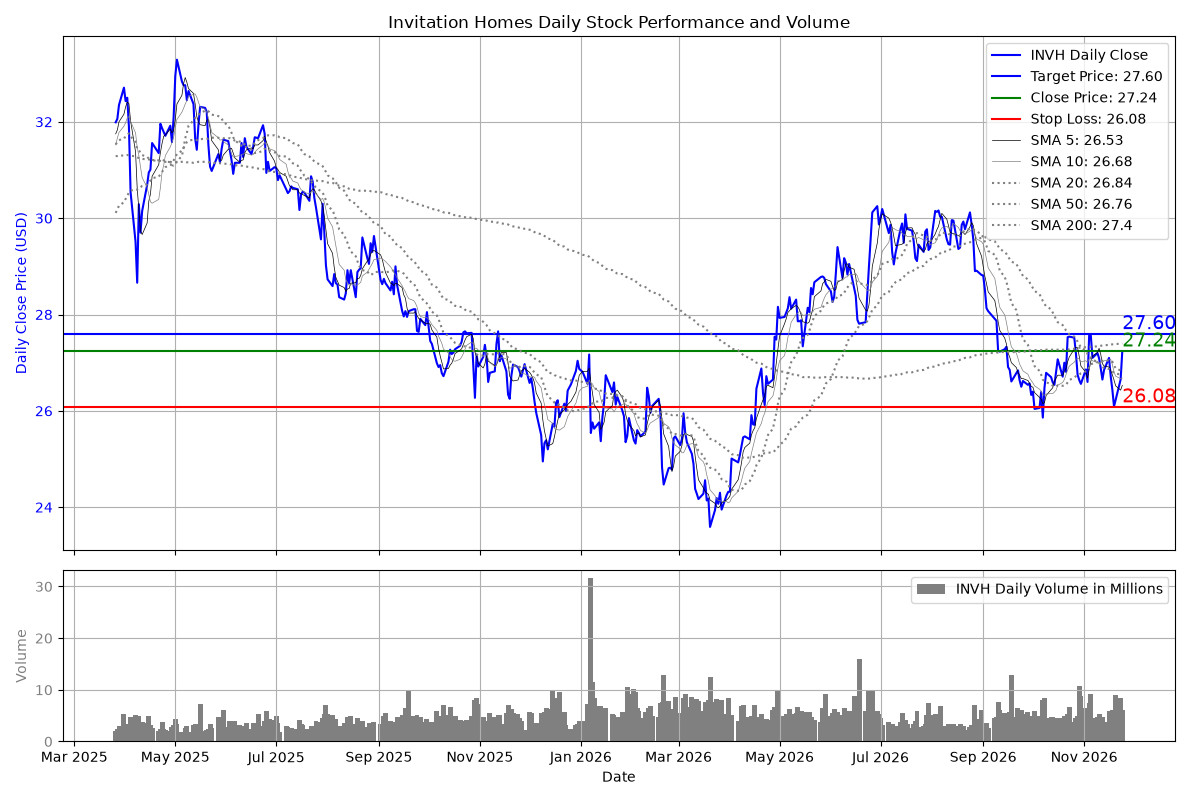 Invitation Homes Daily Stock Performance and Volume
Daily Close Price (USD)
32
30
28
26
24
INVH Daily Close
Target Price: 27.60
Close Price: 27.24
Stop Loss: 26.08
SMA 5: 26.53
SMA 10: 26.68
SMA 20: 26.84
SMA 50: 26.76
SMA 200: 27.4
27.60
27.24
26.08
Volume
30
20
10
0
INVH Daily Volume in Millions
Mar 2025 May 2025 Jul 2025 Sep 2025 Nov 2025 Jan 2026 Mar 2026 May 2026 Jul 2026 Sep 2026 Nov 2026
Date